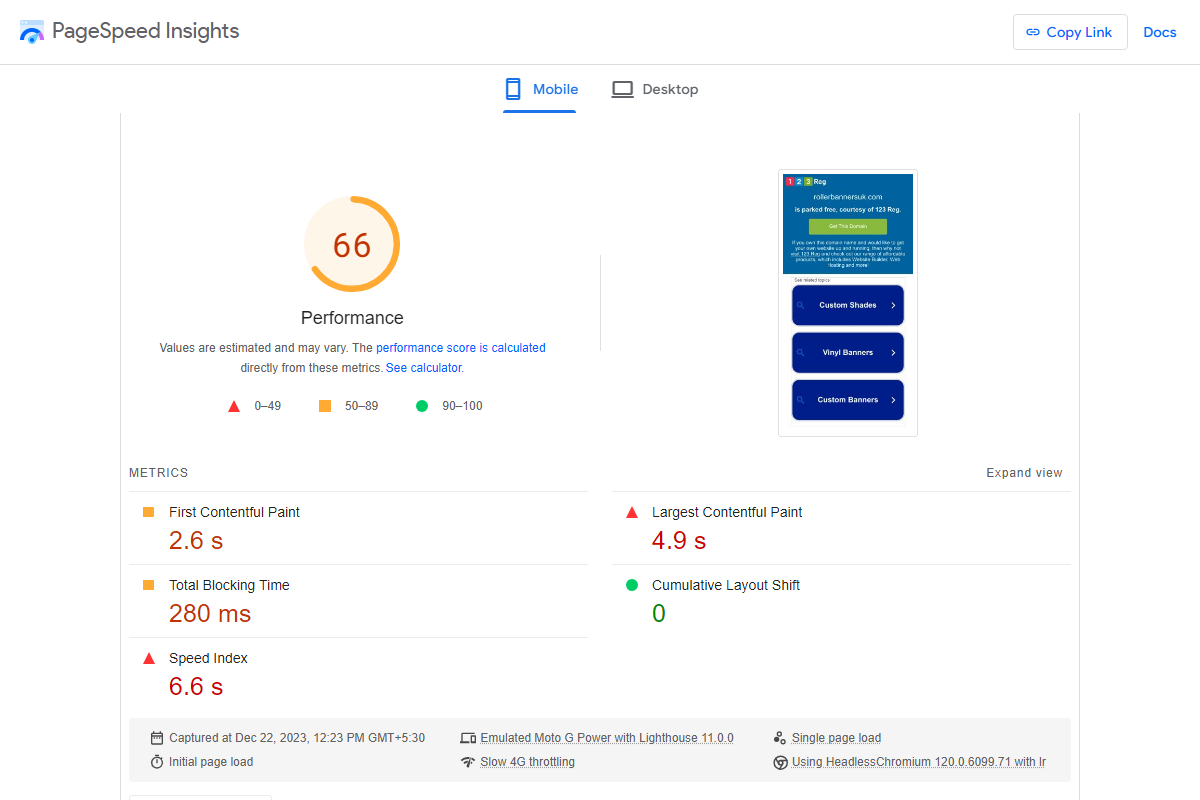 PageSpeed Insights
Copy Link
Docs
Mobile
Desktop
66
Performance
Values are estimated and may vary. The performance score is calculated
directly from these metrics. See calculator.
0–49
50–89
90–100
1 2 3 Reg
rollerbannersuk.com
is parked free, courtesy of 123 Reg.
Get This Domain
If you own this domain name and would like to get
your own website up and running, then why not
visit 123 Reg and check out our range of affordable
products, which includes Website Builder, Web
Hosting and more!
See related topics:
Custom Shades
Vinyl Banners
Custom Banners
METRICS
Expand view
First Contentful Paint
2.6 s
Largest Contentful Paint
4.9 s
Total Blocking Time
280 ms
Cumulative Layout Shift
0
Speed Index
6.6 s
Captured at Dec 22, 2023, 12:23 PM GMT+5:30
Emulated Moto G Power with Lighthouse 11.0.0
Single page load
Initial page load
Slow 4G throttling
Using HeadlessChromium 120.0.6099.71 with lr